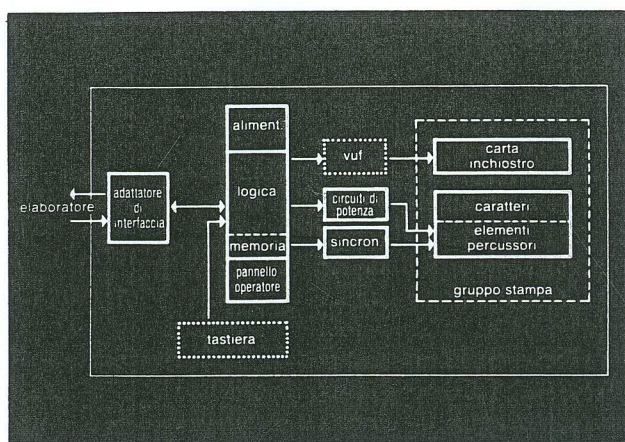 aliment.
vuf
carta
inchiostro
elaboratore
adattatore
di
interfaccia
logica
circuiti di
potenza
caratteri
memoria
sincron.
elementi
percussori
pannello
operatore
gruppo stampa
tastiera